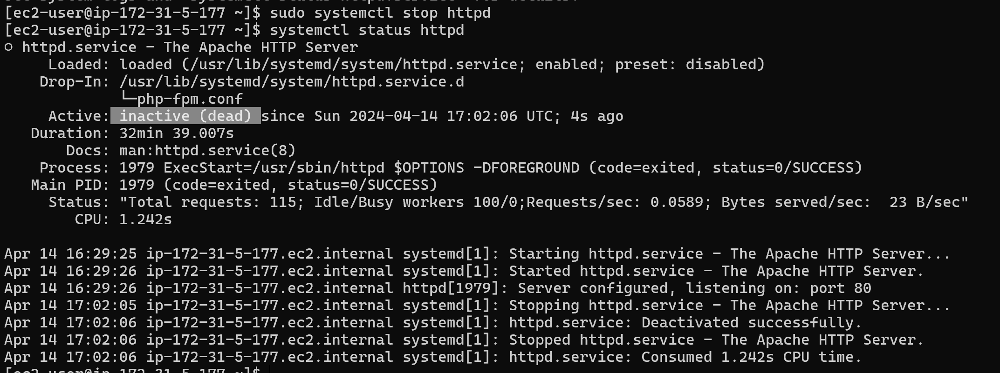 [ec2-user@ip-172-31-5-177 ~]$ sudo systemctl stop httpd
[ec2-user@ip-172-31-5-177 ~]$ systemctl status httpd
○ httpd.service - The Apache HTTP Server
     Loaded: loaded (/usr/lib/systemd/system/httpd.service; enabled; preset: disabled)
    Drop-In: /usr/lib/systemd/system/httpd.service.d
             └─php-fpm.conf
     Active: inactive (dead) since Sun 2024-04-14 17:02:06 UTC; 4s ago
   Duration: 32min 39.007s
       Docs: man:httpd.service(8)
    Process: 1979 ExecStart=/usr/sbin/httpd $OPTIONS -DFOREGROUND (code=exited, status=0/SUCCESS)
   Main PID: 1979 (code=exited, status=0/SUCCESS)
     Status: "Total requests: 115; Idle/Busy workers 100/0;Requests/sec: 0.0589; Bytes served/sec:  23 B/sec"
        CPU: 1.242s

Apr 14 16:29:25 ip-172-31-5-177.ec2.internal systemd[1]: Starting httpd.service - The Apache HTTP Server...
Apr 14 16:29:26 ip-172-31-5-177.ec2.internal systemd[1]: Started httpd.service - The Apache HTTP Server.
Apr 14 16:29:26 ip-172-31-5-177.ec2.internal httpd[1979]: Server configured, listening on: port 80
Apr 14 17:02:05 ip-172-31-5-177.ec2.internal systemd[1]: Stopping httpd.service - The Apache HTTP Server...
Apr 14 17:02:06 ip-172-31-5-177.ec2.internal systemd[1]: httpd.service: Deactivated successfully.
Apr 14 17:02:06 ip-172-31-5-177.ec2.internal systemd[1]: Stopped httpd.service - The Apache HTTP Server.
Apr 14 17:02:06 ip-172-31-5-177.ec2.internal systemd[1]: httpd.service: Consumed 1.242s CPU time.
[ec2-user@ip-172-31-5-177 ~]$